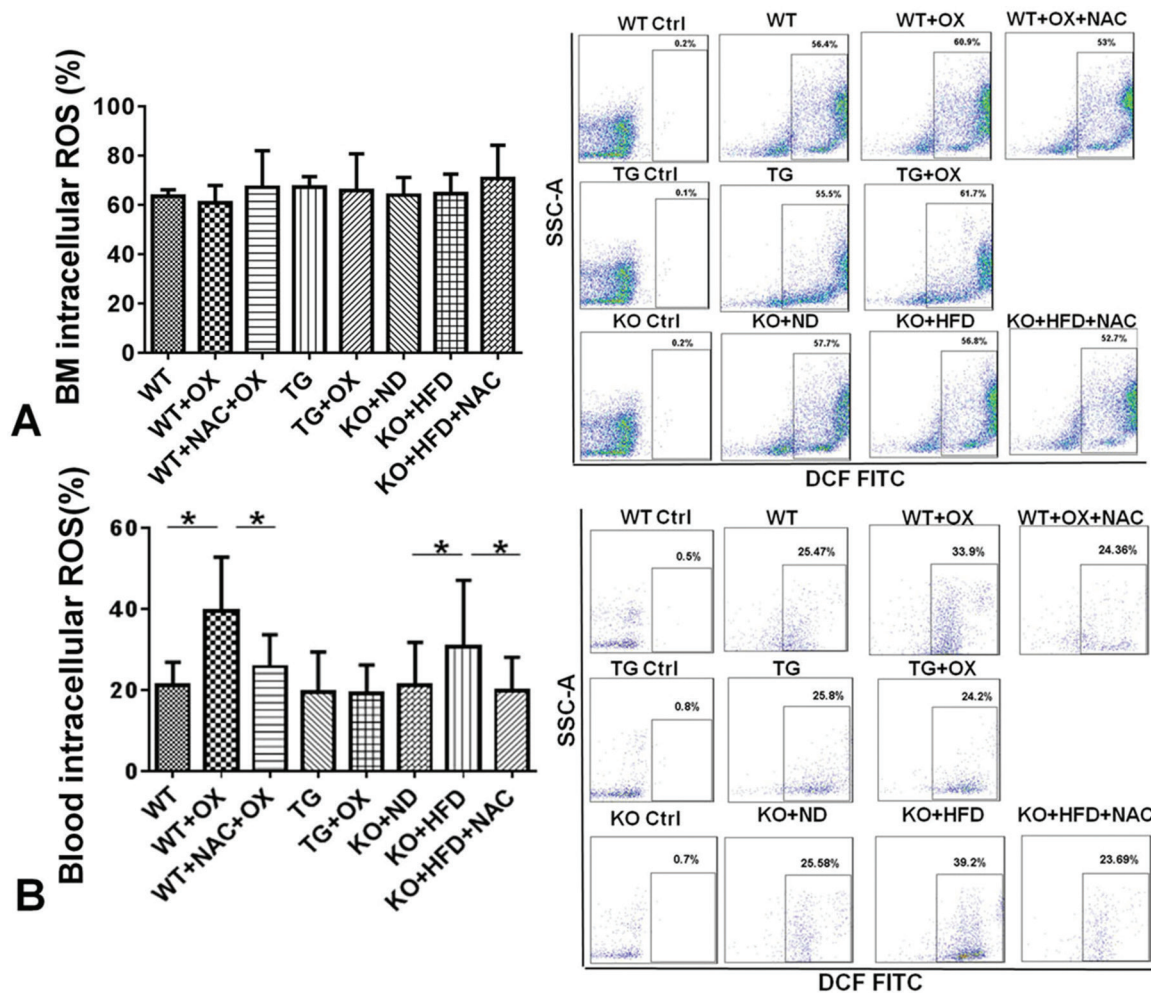 BM intracellular ROS (%)
100
80
60
40
20
0
WT
WT+OX
WT+NAC+OX
TG
TG+OX
KO+ND
KO+HFD
KO+HFD+NAC
A
WT Ctrl WT WT+OX WT+OX+NAC
0.2% 56.4% 60.9% 53%
TG Ctrl TG TG+OX
0.1% 55.5% 61.7%
KO Ctrl KO+ND KO+HFD KO+HFD+NAC
0.2% 57.7% 56.8% 52.7%
SSC-A
DCF FITC
Blood intracellular ROS(%)
60
40
20
0
* * * *
WT
WT+OX
WT+NAC+OX
TG
TG+OX
KO+ND
KO+HFD
KO+HFD+NAC
B
WT Ctrl WT WT+OX WT+OX+NAC
0.5% 25.47% 33.9% 24.36%
TG Ctrl TG TG+OX
0.8% 25.8% 24.2%
KO Ctrl KO+ND KO+HFD KO+HFD+NAC
0.7% 25.58% 39.2% 23.69%
SSC-A
DCF FITC